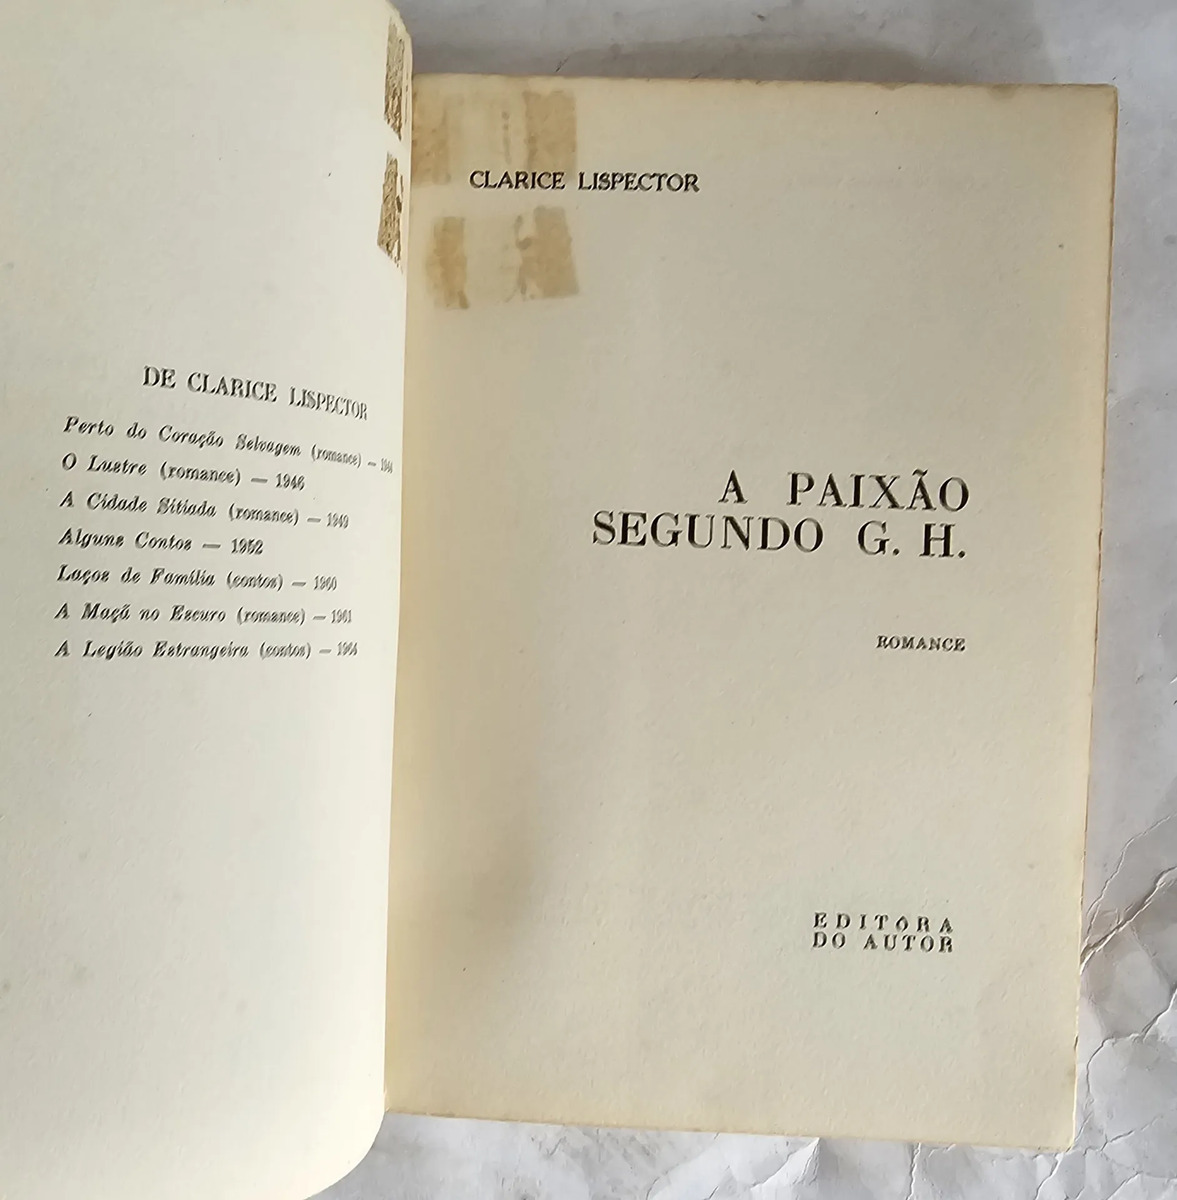 DE CLARICE LISPECTOR
Perto do Coração Selvagem (romance) — 1944
O Lustre (romance) — 1946
A Cidade Sitiada (romance) — 1949
Alguns Contos — 1952
Laços de Família (contos) — 1960
A Maçã no Escuro (romance) — 1961
A Legião Estrangeira (contos) — 1964
CLARICE LISPECTOR
A PAIXÃO
SEGUNDO G. H.
ROMANCE
EDITÔRA
DO AUTOR